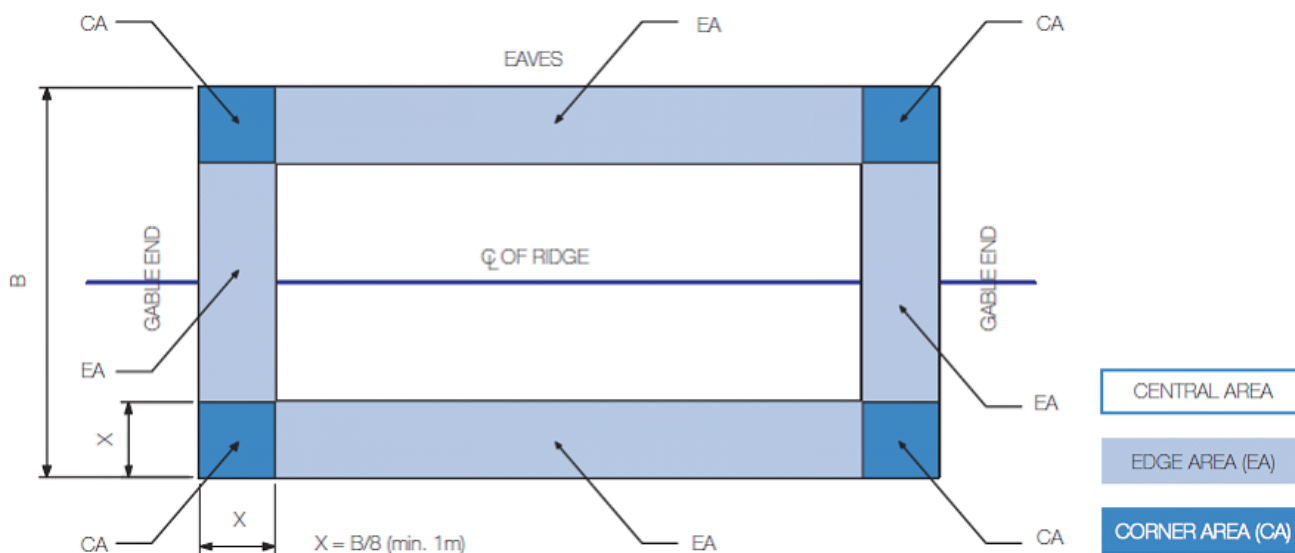 CA
EA
CA
EAVES
B
GABLE END
℄ OF RIDGE
GABLE END
EA
EA
X
CENTRAL AREA
EDGE AREA (EA)
CORNER AREA (CA)
X
CA
X = B/8 (min. 1m)
EA
CA